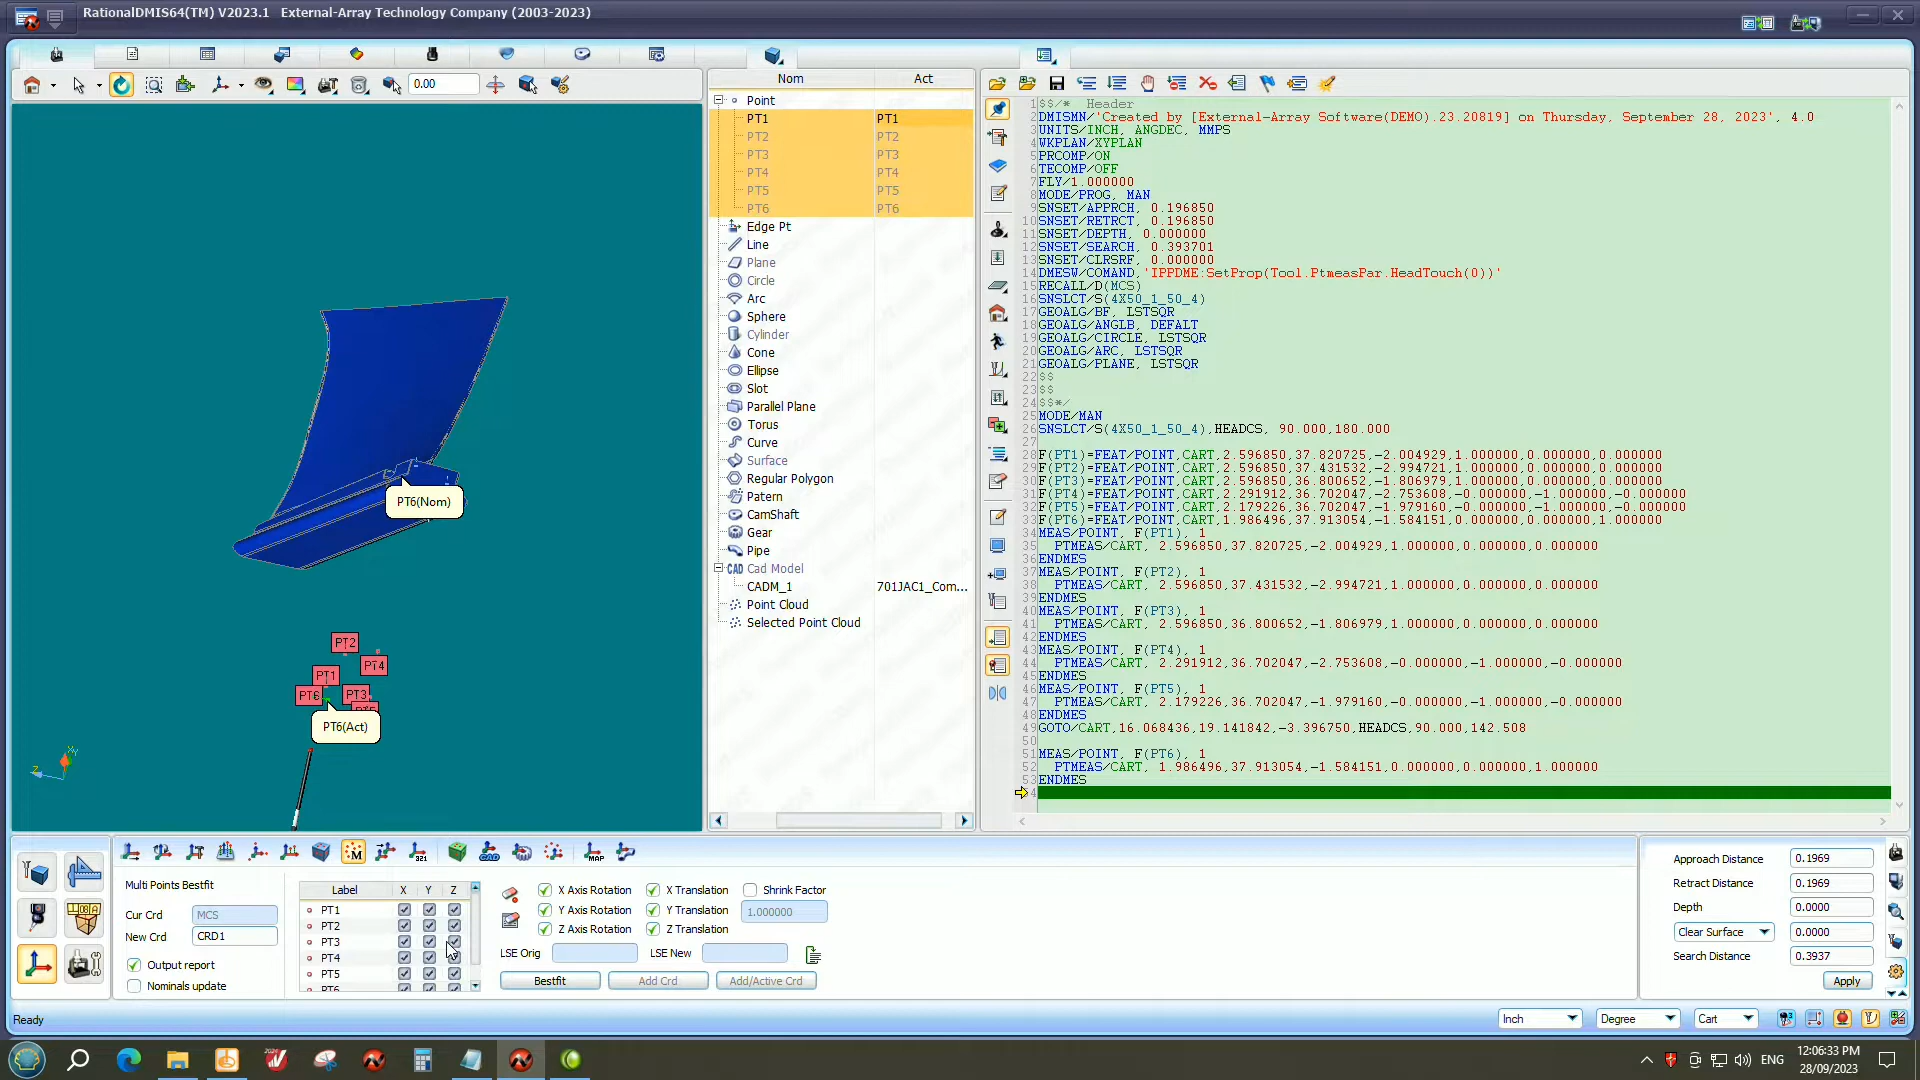 RationalDMIS64(TM) V2023.1 External-Array Technology Company (2003-2023)
0.00
PT6(Nom)
PT2
PT4
PT1
PT6
PT3
PT6(Act)
Nom Act
Point
PT1 PT1
PT2 PT2
PT3 PT3
PT4 PT4
PT5 PT5
PT6 PT6
Edge Pt
Line
Plane
Circle
Arc
Sphere
Cylinder
Cone
Ellipse
Slot
Parallel Plane
Torus
Curve
Surface
Regular Polygon
Patern
CamShaft
Gear
Pipe
CAD Cad Model
CADM_1 701JAC1_Com...
Point Cloud
Selected Point Cloud
1 $$/* Header
2 DMISMN/'Created by [External-Array Software(DEMO).23.20819] on Thursday, September 28, 2023', 4.0
3 UNITS/INCH, ANGDEC, MMPS
4 WKPLAN/XYPLAN
5 PRCOMP/ON
6 TECOMP/OFF
7 FLY/1.000000
8 MODE/PROG, MAN
9 SNSET/APPRCH, 0.196850
10 SNSET/RETRCT, 0.196850
11 SNSET/DEPTH, 0.000000
12 SNSET/SEARCH, 0.393701
13 SNSET/CLRSRF, 0.000000
14 DMESW/COMAND,'IPPDME:SetProp(Tool.PtmeasPar.HeadTouch(0))'
15 RECALL/D(MCS)
16 SNSLCT/S(4X50_1_50_4)
17 GEOALG/BF, LSTSQR
18 GEOALG/ANGLB, DEFALT
19 GEOALG/CIRCLE, LSTSQR
20 GEOALG/ARC, LSTSQR
21 GEOALG/PLANE, LSTSQR
22 $$
23 $$
24 $$*/
25 MODE/MAN
26 SNSLCT/S(4X50_1_50_4),HEADCS, 90.000,180.000
27
28 F(PT1)=FEAT/POINT,CART,2.596850,37.820725,-2.004929,1.000000,0.000000,0.000000
29 F(PT2)=FEAT/POINT,CART,2.596850,37.431532,-2.994721,1.000000,0.000000,0.000000
30 F(PT3)=FEAT/POINT,CART,2.596850,36.800652,-1.806979,1.000000,0.000000,0.000000
31 F(PT4)=FEAT/POINT,CART,2.291912,36.702047,-2.753608,-0.000000,-1.000000,-0.000000
32 F(PT5)=FEAT/POINT,CART,2.179226,36.702047,-1.979160,-0.000000,-1.000000,-0.000000
33 F(PT6)=FEAT/POINT,CART,1.986496,37.913054,-1.584151,0.000000,0.000000,1.000000
34 MEAS/POINT, F(PT1), 1
35 PTMEAS/CART, 2.596850,37.820725,-2.004929,1.000000,0.000000,0.000000
36 ENDMES
37 MEAS/POINT, F(PT2), 1
38 PTMEAS/CART, 2.596850,37.431532,-2.994721,1.000000,0.000000,0.000000
39 ENDMES
40 MEAS/POINT, F(PT3), 1
41 PTMEAS/CART, 2.596850,36.800652,-1.806979,1.000000,0.000000,0.000000
42 ENDMES
43 MEAS/POINT, F(PT4), 1
44 PTMEAS/CART, 2.291912,36.702047,-2.753608,-0.000000,-1.000000,-0.000000
45 ENDMES
46 MEAS/POINT, F(PT5), 1
47 PTMEAS/CART, 2.179226,36.702047,-1.979160,-0.000000,-1.000000,-0.000000
48 ENDMES
49 GOTO/CART,16.068436,19.141842,-3.396750,HEADCS,90.000,142.508
50
51 MEAS/POINT, F(PT6), 1
52 PTMEAS/CART, 1.986496,37.913054,-1.584151,0.000000,0.000000,1.000000
53 ENDMES
4
321
CAD
MAP
Multi Points Bestfit
Cur Crd MCS
New Crd CRD1
Output report
Nominals update
Label X Y Z
PT1
PT2
PT3
PT4
PT5
PT6
X Axis Rotation X Translation Shrink Factor
Y Axis Rotation Y Translation 1.000000
Z Axis Rotation Z Translation
LSE Orig LSE New
Bestfit Add Crd Add/Active Crd
Approach Distance 0.1969
Retract Distance 0.1969
Depth 0.0000
Clear Surface 0.0000
Search Distance 0.3937
Apply
Ready
Inch Degree Cart
ENG
12:06:33 PM
28/09/2023